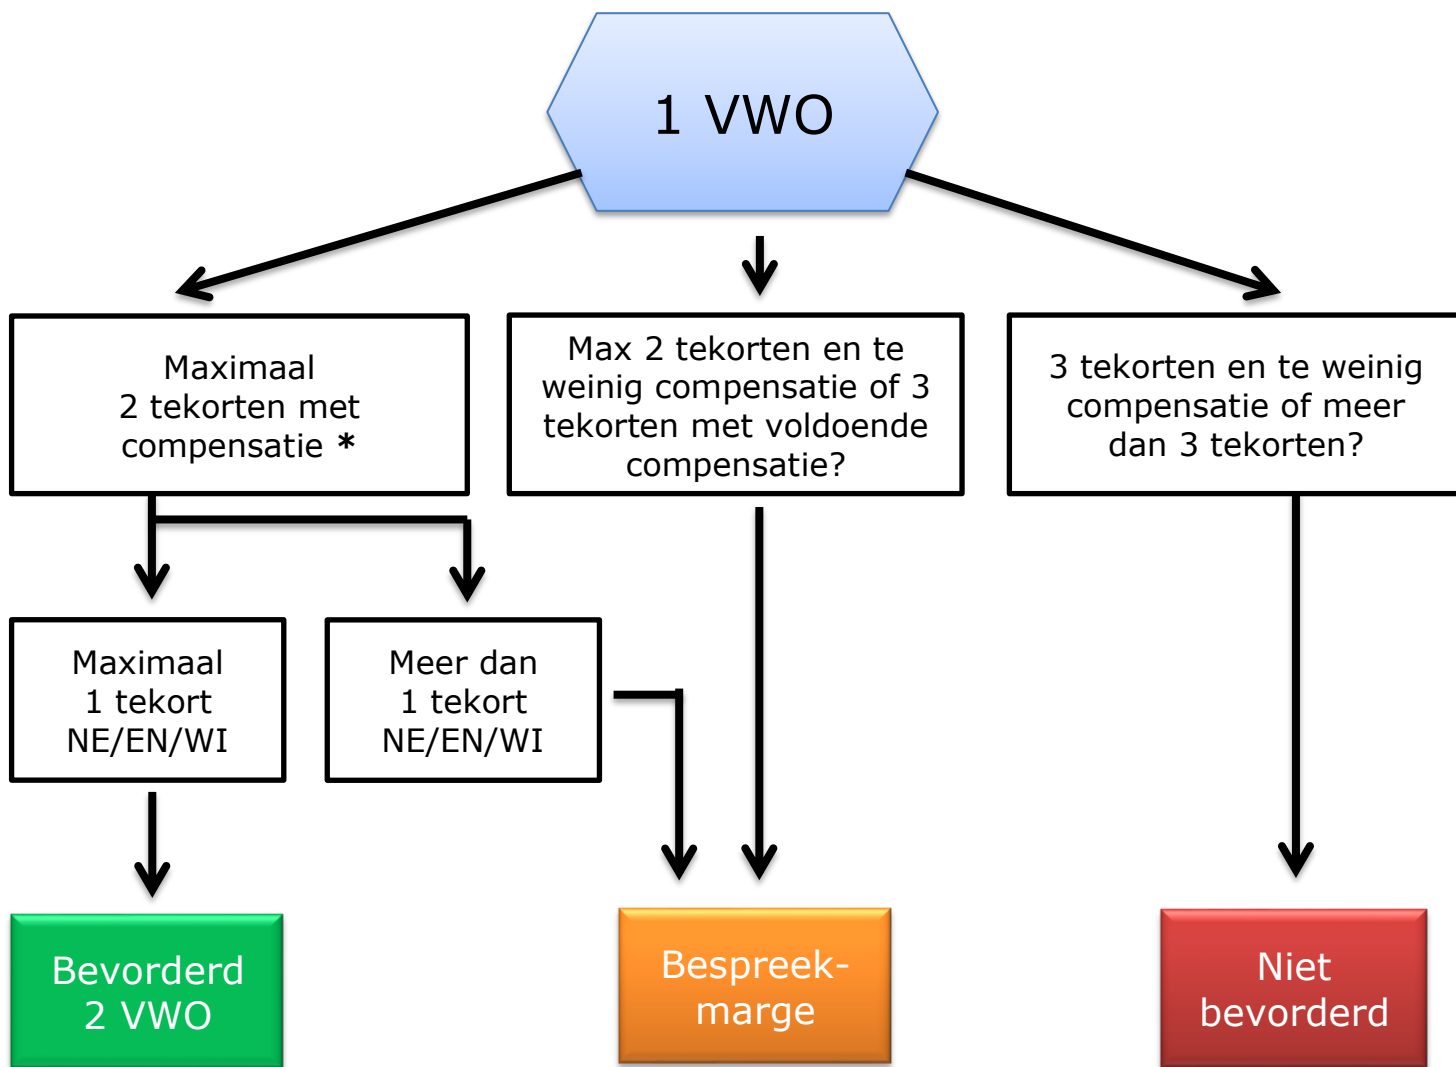 1 VWO
Maximaal
2 tekorten met
compensatie *
Max 2 tekorten en te
weinig compensatie of 3
tekorten met voldoende
compensatie?
3 tekorten en te weinig
compensatie of meer
dan 3 tekorten?
Maximaal
1 tekort
NE/EN/WI
Meer dan
1 tekort
NE/EN/WI
Bevorderd
2 VWO
Bespreek-
marge
Niet
bevorderd